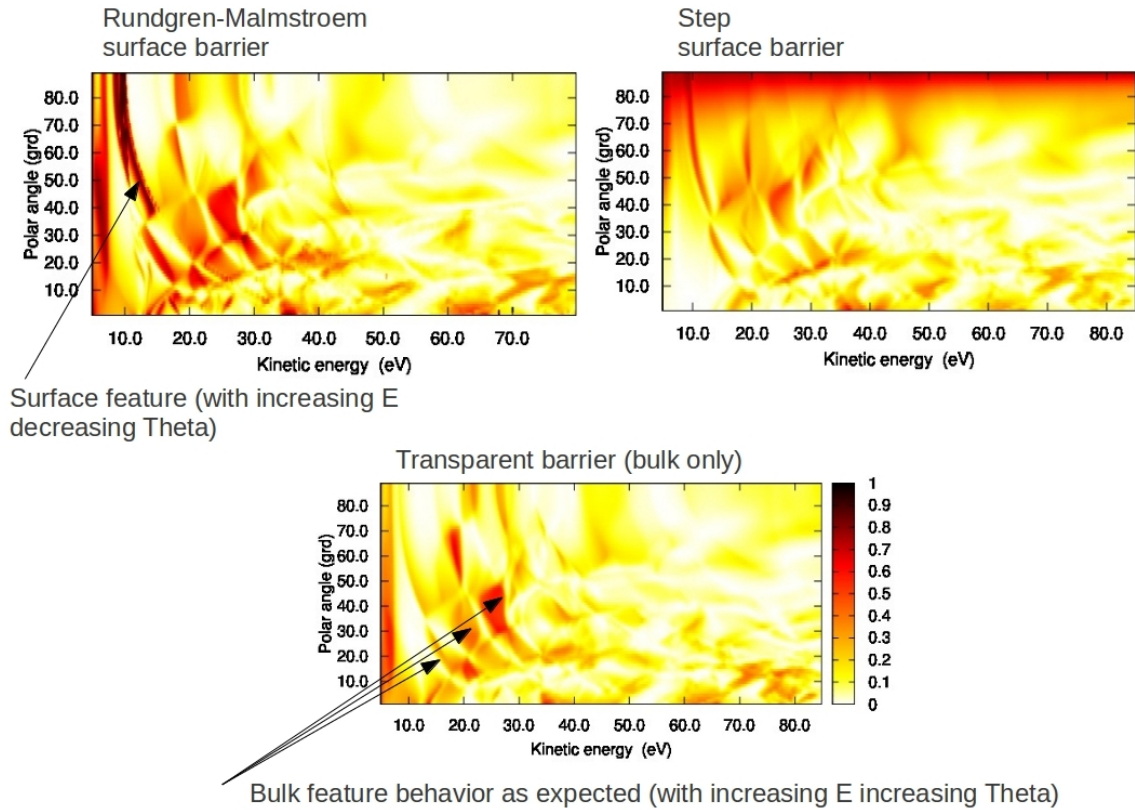 Rundgren-Malmstroem
surface barrier
Step
surface barrier
Polar angle (grd)
80.0
70.0
60.0
50.0
40.0
30.0
20.0
10.0
10.0 20.0 30.0 40.0 50.0 60.0 70.0
Kinetic energy (eV)
Polar angle (grd)
80.0
70.0
60.0
50.0
40.0
30.0
20.0
10.0
10.0 20.0 30.0 40.0 50.0 60.0 70.0 80.0
Kinetic energy (eV)
Surface feature (with increasing E
decreasing Theta)
Transparent barrier (bulk only)
Polar angle (grd)
80.0
70.0
60.0
50.0
40.0
30.0
20.0
10.0
10.0 20.0 30.0 40.0 50.0 60.0 70.0 80.0
Kinetic energy (eV)
1
0.9
0.8
0.7
0.6
0.5
0.4
0.3
0.2
0.1
0
Bulk feature behavior as expected (with increasing E increasing Theta)